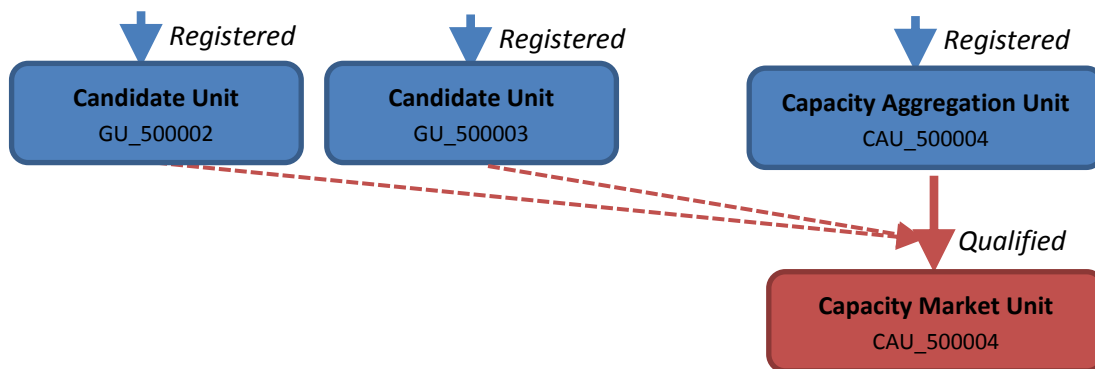 Registered
Registered
Registered
Candidate Unit
GU_500002
Candidate Unit
GU_500003
Capacity Aggregation Unit
CAU_500004
Qualified
Capacity Market Unit
CAU_500004